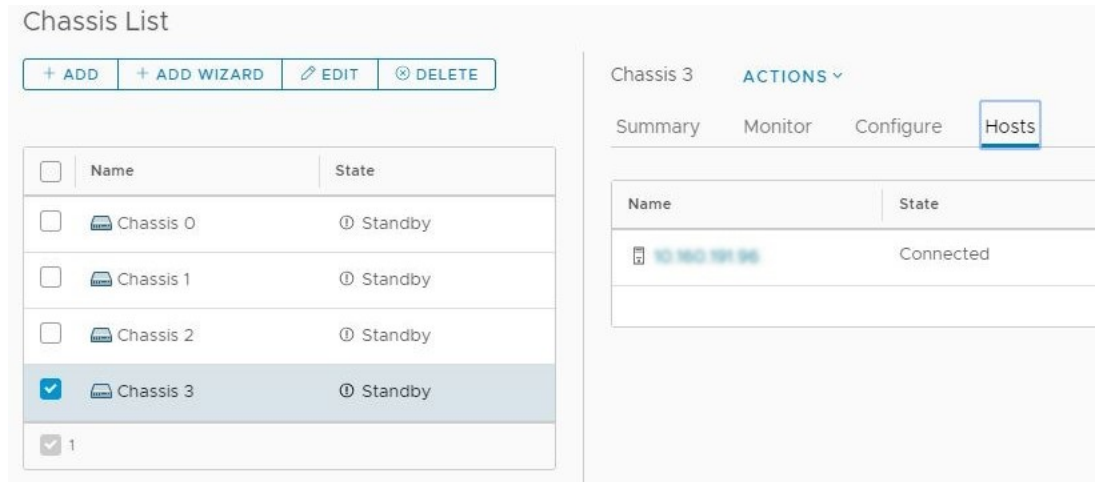 Chassis List
+ ADD
+ ADD WIZARD
EDIT
DELETE
Name
State
Chassis 0
Standby
Chassis 1
Standby
Chassis 2
Standby
Chassis 3
Standby
1
Chassis 3
ACTIONS
Summary
Monitor
Configure
Hosts
Name
State
Connected